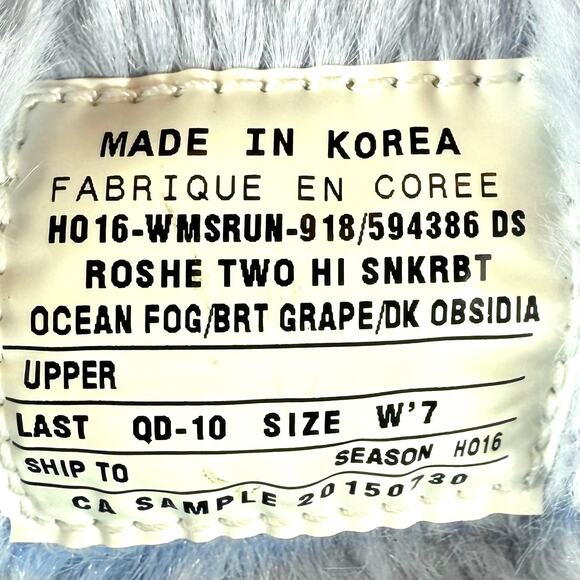 MADE IN KOREA
FABRIQUE EN COREE
HO16-WMSRUN-918/594386 DS
ROSHE TWO HI SNKRBT
OCEAN FOG/BRT GRAPE/DK OBSIDIA
UPPER
LAST QD-10 SIZE W'7
SHIP TO SEASON HO16
CA SAMPLE 20150730